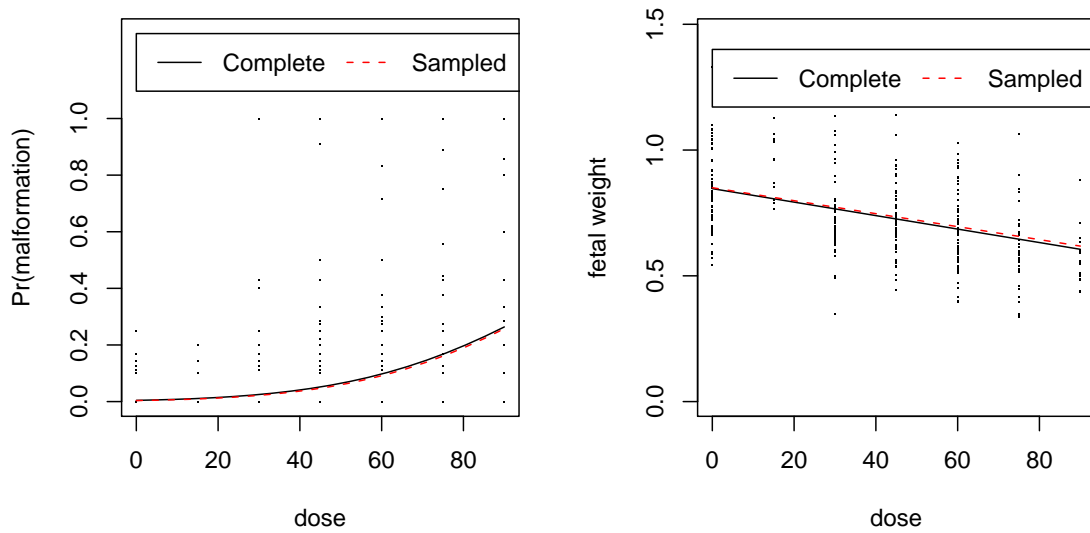 Complete Sampled
Pr(malformation)
0.0 0.2 0.4 0.6 0.8 1.0
0 20 40 60 80
dose
Complete Sampled
fetal weight
0.0 0.5 1.0 1.5
0 20 40 60 80
dose